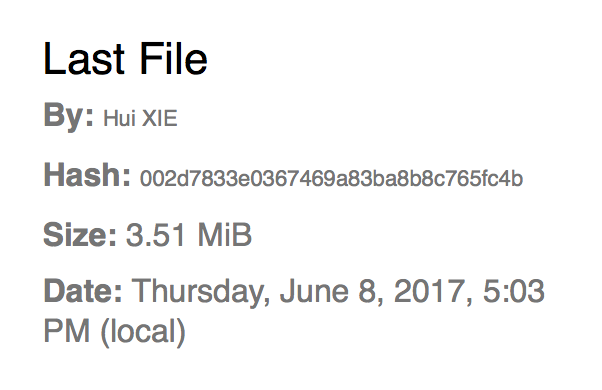 Last File
By: Hui XIE
Hash: 002d7833e0367469a83ba8b8c765fc4b
Size: 3.51 MiB
Date: Thursday, June 8, 2017, 5:03
PM (local)